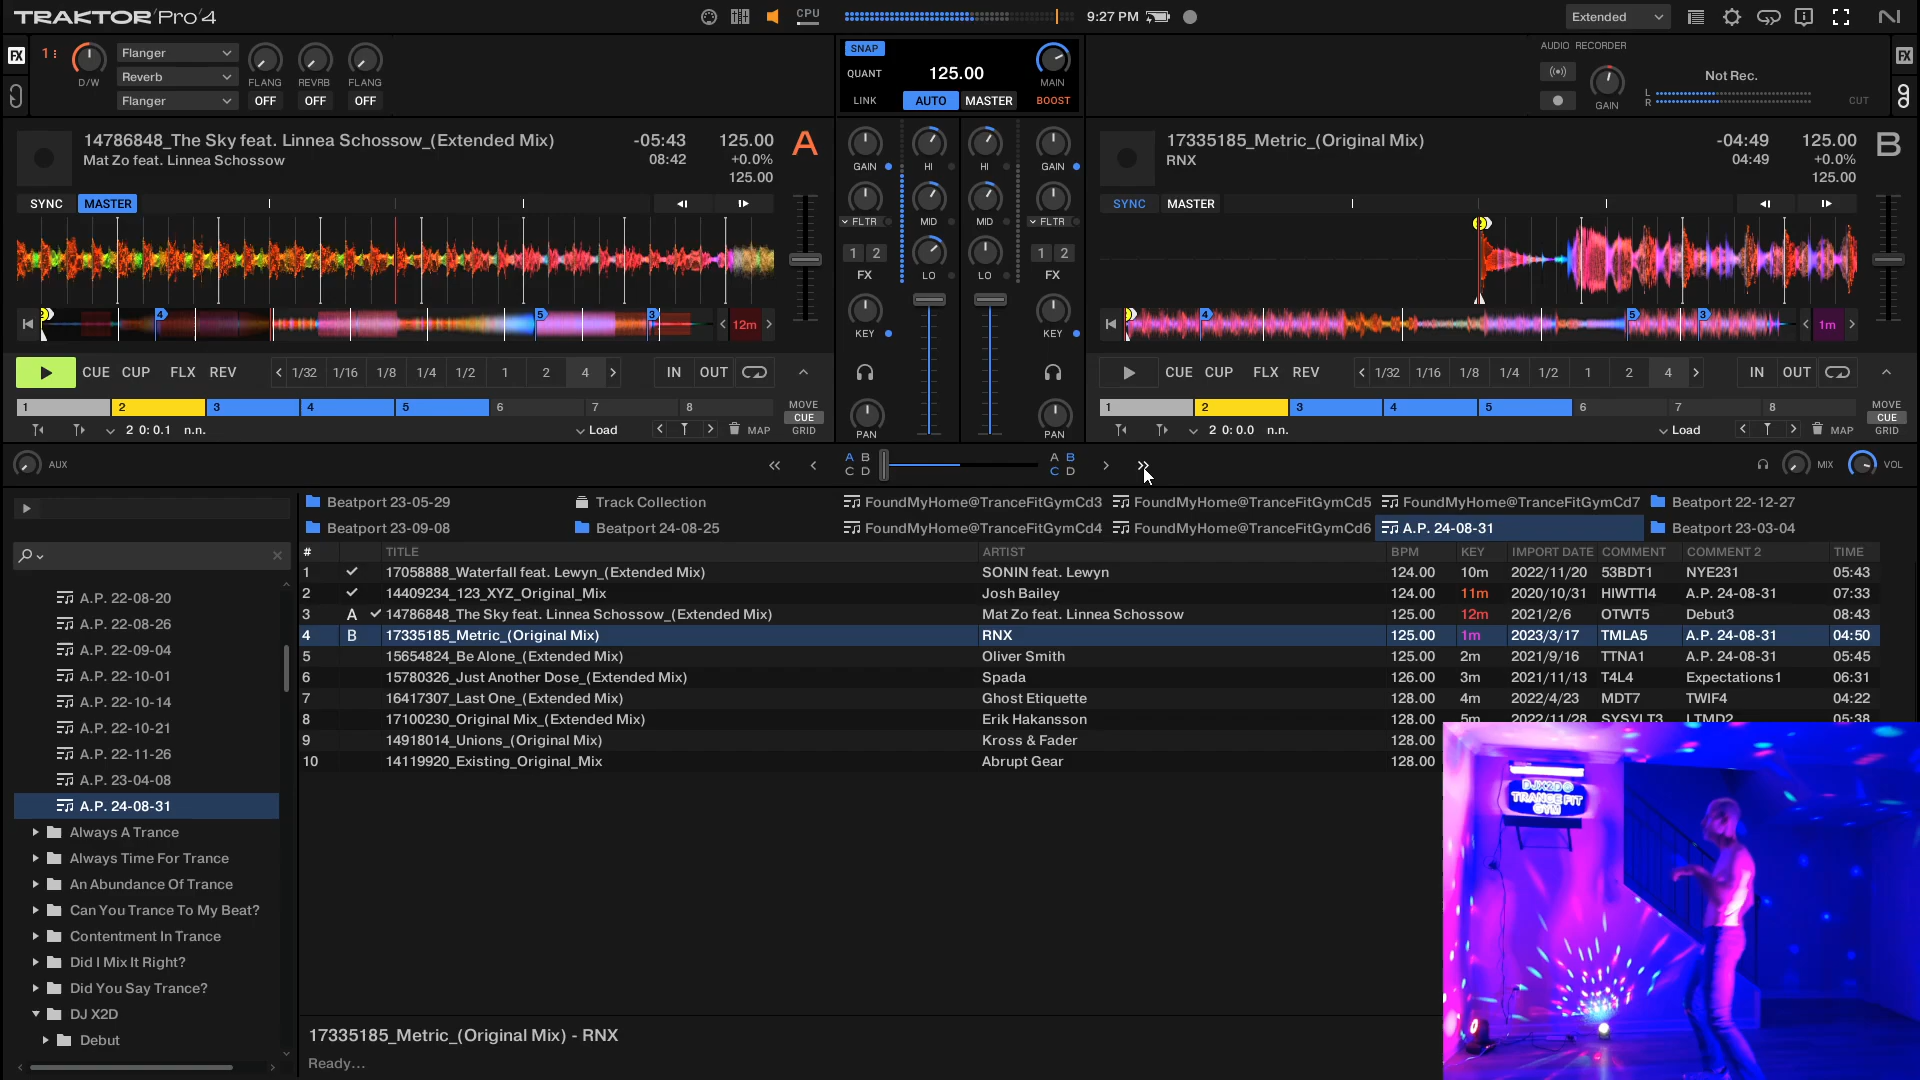 TRAKTOR Pro 4
CPU
9:27 PM
Extended
FX
1
D/W
Flanger
Reverb
Flanger
FLANG
REVRB
FLANG
OFF
OFF
OFF
SNAP
QUANT
125.00
MAIN
LINK
AUTO
MASTER
BOOST
AUDIO RECORDER
GAIN
Not Rec.
L
R
CUT
FX
14786848_The Sky feat. Linnea Schossow_(Extended Mix)
-05:43
125.00
A
Mat Zo feat. Linnea Schossow
08:42
+0.0%
125.00
SYNC
MASTER
12m
CUE
CUP
FLX
REV
1/32
1/16
1/8
1/4
1/2
1
2
4
IN
OUT
1
2
3
4
5
6
7
8
MOVE
CUE
GRID
2 0: 0.1 n.n.
Load
MAP
GAIN
HI
HI
GAIN
FLTR
MID
MID
FLTR
1 2
1 2
FX
LO
LO
FX
KEY
KEY
PAN
PAN
17335185_Metric_(Original Mix)
-04:49
125.00
B
RNX
04:49
+0.0%
125.00
SYNC
MASTER
1m
CUE
CUP
FLX
REV
1/32
1/16
1/8
1/4
1/2
1
2
4
IN
OUT
1
2
3
4
5
6
7
8
MOVE
CUE
GRID
2 0: 0.0 n.n.
Load
MAP
AUX
A B
C D
A B
C D
MIX
VOL
Beatport 23-05-29
Track Collection
FoundMyHome@TranceFitGymCd3
FoundMyHome@TranceFitGymCd5
FoundMyHome@TranceFitGymCd7
Beatport 22-12-27
Beatport 23-09-08
Beatport 24-08-25
FoundMyHome@TranceFitGymCd4
FoundMyHome@TranceFitGymCd6
A.P. 24-08-31
Beatport 23-03-04
# TITLE ARTIST BPM KEY IMPORT DATE COMMENT COMMENT 2 TIME
1 17058888_Waterfall feat. Lewyn_(Extended Mix) SONIN feat. Lewyn 124.00 10m 2022/11/20 53BDT1 NYE231 05:43
2 14409234_123_XYZ_Original_Mix Josh Bailey 124.00 11m 2020/10/31 HIWTTI4 A.P. 24-08-31 07:33
3 A 14786848_The Sky feat. Linnea Schossow_(Extended Mix) Mat Zo feat. Linnea Schossow 125.00 12m 2021/2/6 OTWT5 Debut3 08:43
4 B 17335185_Metric_(Original Mix) RNX 125.00 1m 2023/3/17 TMLA5 A.P. 24-08-31 04:50
5 15654824_Be Alone_(Extended Mix) Oliver Smith 125.00 2m 2021/9/16 TTNA1 A.P. 24-08-31 05:45
6 15780326_Just Another Dose_(Extended Mix) Spada 126.00 3m 2021/11/13 T4L4 Expectations1 06:31
7 16417307_Last One_(Extended Mix) Ghost Etiquette 128.00 4m 2022/4/23 MDT7 TWIF4 04:22
8 17100230_Original Mix_(Extended Mix) Erik Hakansson 128.00 5m 2022/11/28 SYSYLT3 LTMD2 05:38
9 14918014_Unions_(Original Mix) Kross & Fader 128.00
10 14119920_Existing_Original_Mix Abrupt Gear 128.00
A.P. 22-08-20
A.P. 22-08-26
A.P. 22-09-04
A.P. 22-10-01
A.P. 22-10-14
A.P. 22-10-21
A.P. 22-11-26
A.P. 23-04-08
A.P. 24-08-31
Always A Trance
Always Time For Trance
An Abundance Of Trance
Can You Trance To My Beat?
Contentment In Trance
Did I Mix It Right?
Did You Say Trance?
DJ X2D
Debut
DJX2D@
TRANCE FIT
GYM
17335185_Metric_(Original Mix) - RNX
Ready...